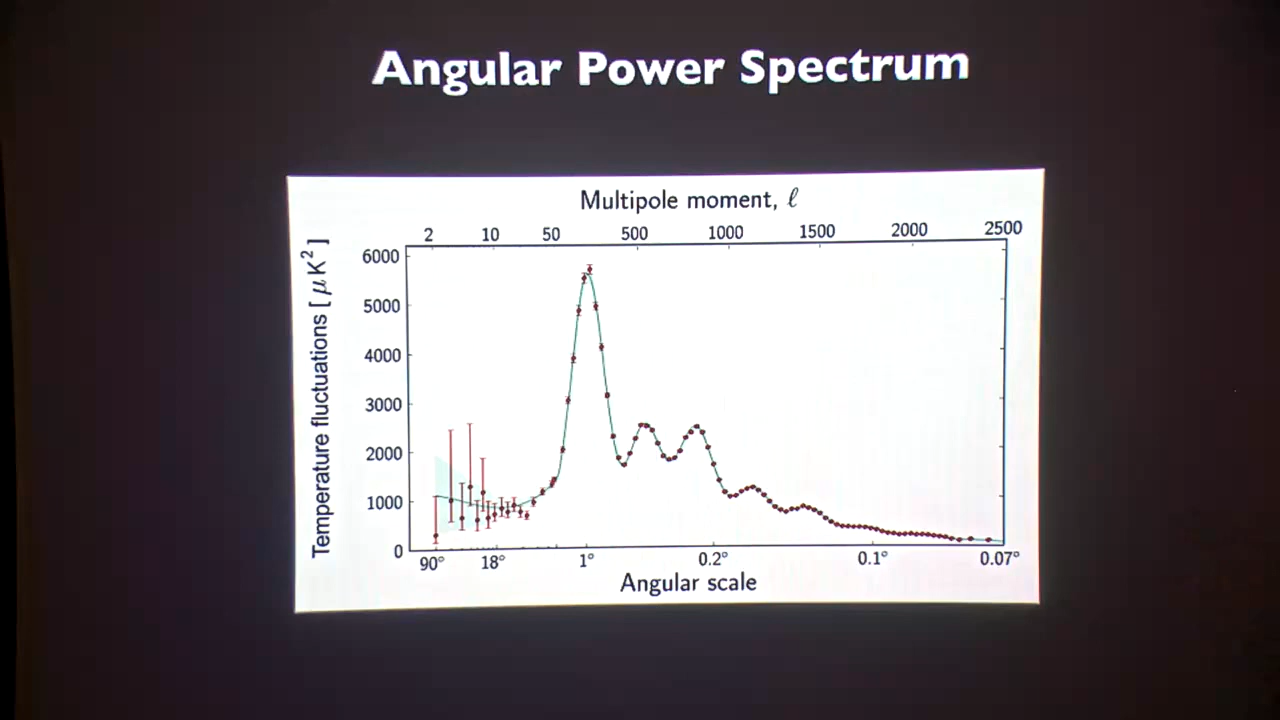 Angular Power Spectrum
Multipole moment, ℓ
2 10 50 500 1000 1500 2000 2500
Temperature fluctuations [ μK²]
6000
5000
4000
3000
2000
1000
0
90° 18° 1° 0.2° 0.1° 0.07°
Angular scale